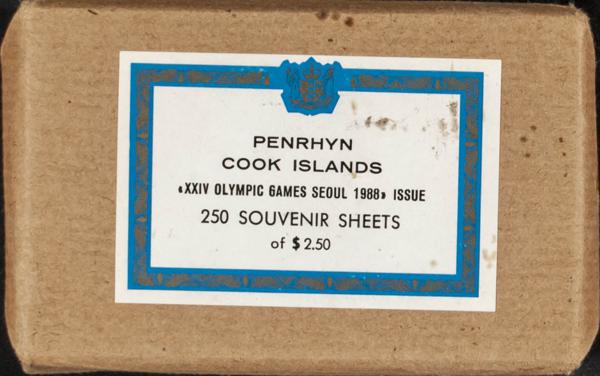 PENRHYN
COOK ISLANDS
«XXIV OLYMPIC GAMES SEOUL 1988» ISSUE
250 SOUVENIR SHEETS
of $2.50